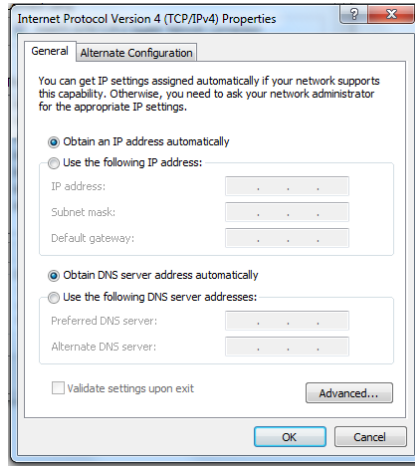 Internet Protocol Version 4 (TCP/IPv4) Properties
?
X
General
Alternate Configuration
You can get IP settings assigned automatically if your network supports
this capability. Otherwise, you need to ask your network administrator
for the appropriate IP settings.
Obtain an IP address automatically
Use the following IP address:
IP address:
. . .
Subnet mask:
. . .
Default gateway:
. . .
Obtain DNS server address automatically
Use the following DNS server addresses:
Preferred DNS server:
. . .
Alternate DNS server:
. . .
Validate settings upon exit
Advanced...
OK
Cancel